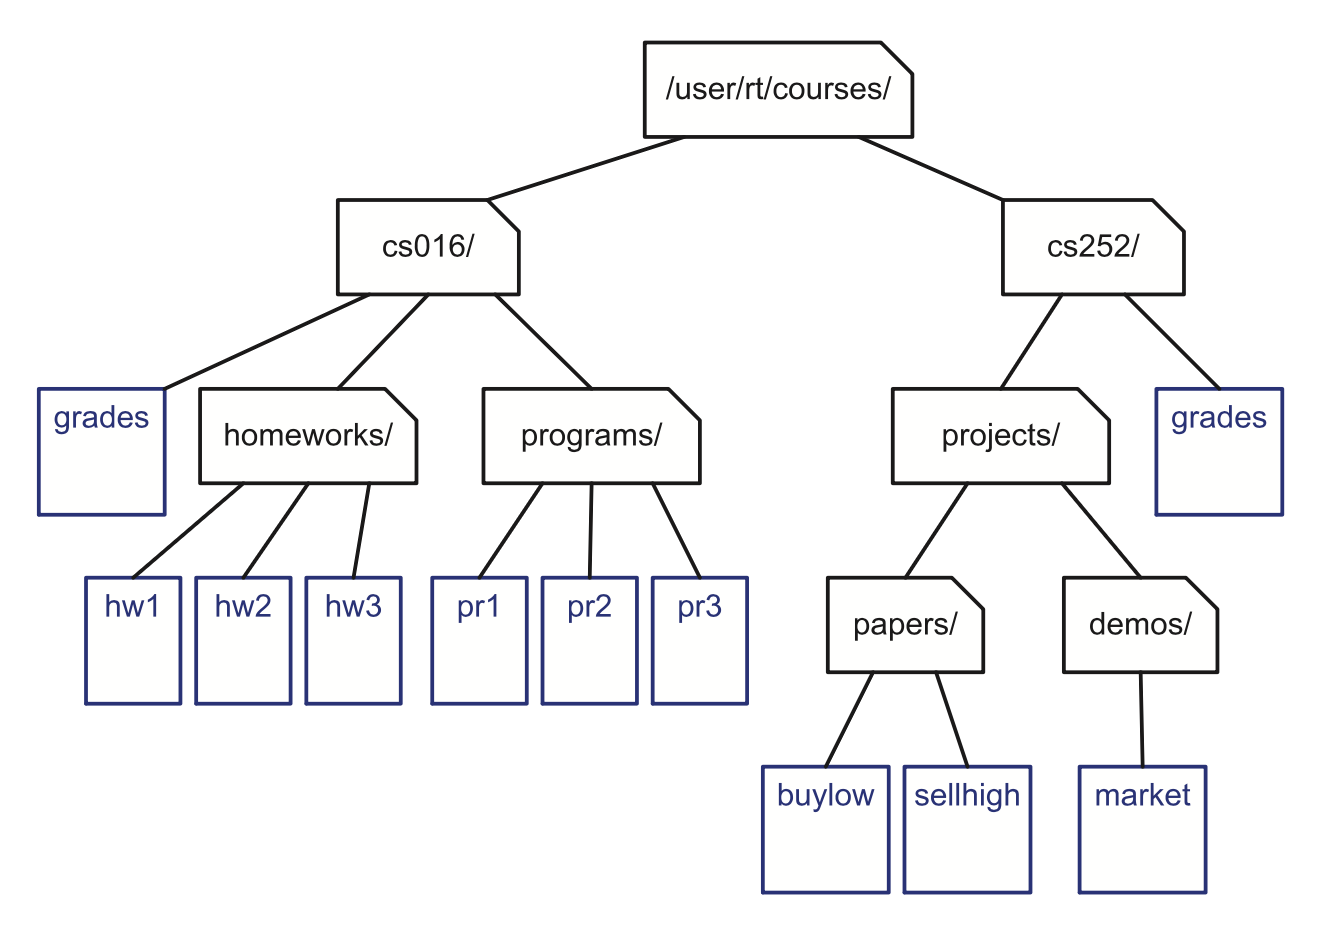 /user/rt/courses/
cs016/
cs252/
grades
homeworks/
programs/
projects/
grades
hw1
hw2
hw3
pr1
pr2
pr3
papers/
demos/
buylow
sellhigh
market